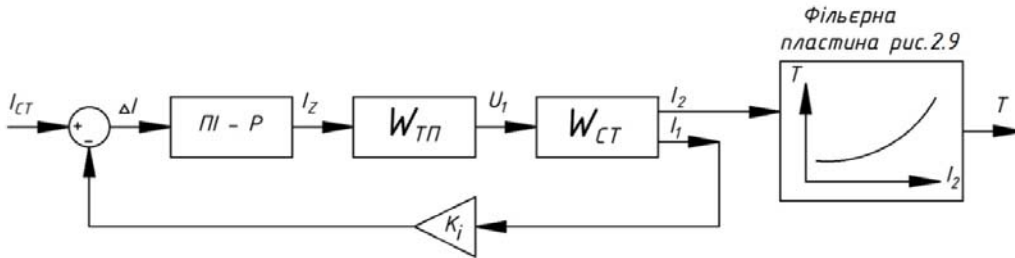 Фільєрна
пластина рис.2.9
I_СТ
ΔI
ПІ - Р
I_Z
W_ТП
U_1
W_СТ
I_2
I_1
T
I_2
T
K_i
+
-